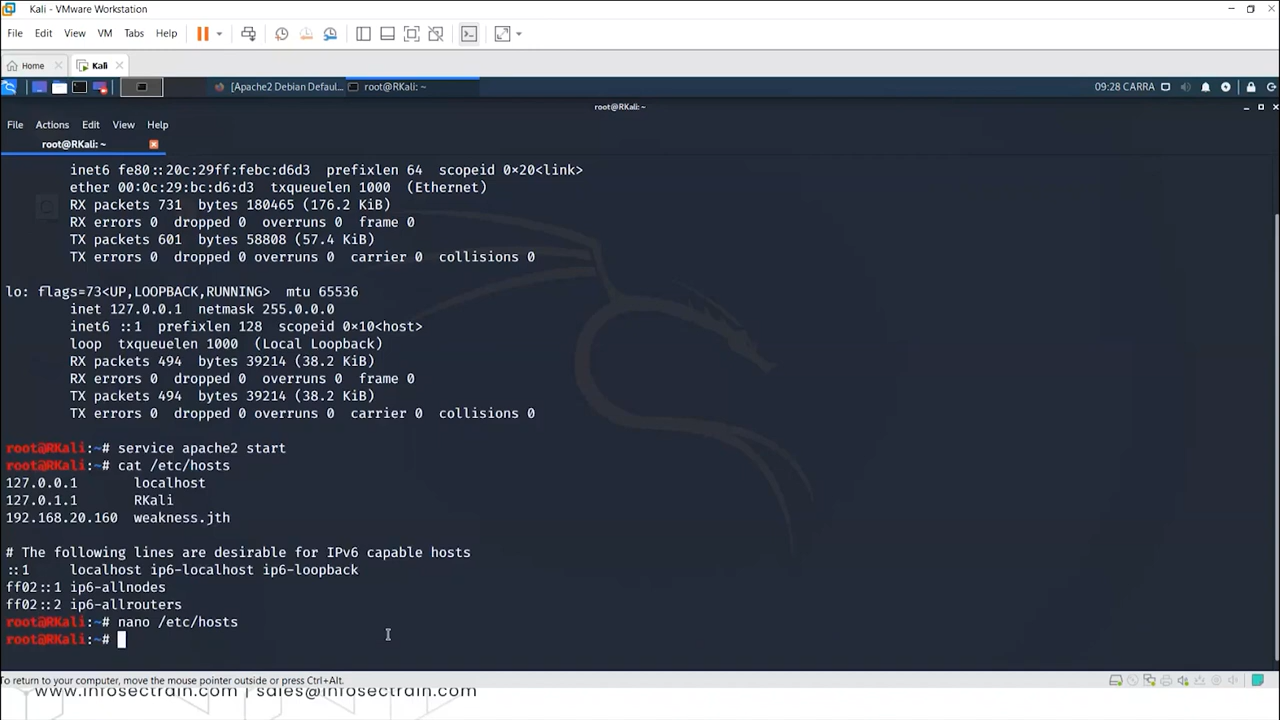 Kali - VMware Workstation
File Edit View VM Tabs Help
Home Kali
[Apache2 Debian Defaul... root@RKali: ~ 09:28 CARRA
root@RKali: ~
File Actions Edit View Help
root@RKali: ~
inet6 fe80::20c:29ff:febc:d6d3 prefixlen 64 scopeid 0×20<link>
ether 00:0c:29:bc:d6:d3 txqueuelen 1000 (Ethernet)
RX packets 731 bytes 180465 (176.2 KiB)
RX errors 0 dropped 0 overruns 0 frame 0
TX packets 601 bytes 58808 (57.4 KiB)
TX errors 0 dropped 0 overruns 0 carrier 0 collisions 0
lo: flags=73<UP,LOOPBACK,RUNNING> mtu 65536
inet 127.0.0.1 netmask 255.0.0.0
inet6 ::1 prefixlen 128 scopeid 0×10<host>
loop txqueuelen 1000 (Local Loopback)
RX packets 494 bytes 39214 (38.2 KiB)
RX errors 0 dropped 0 overruns 0 frame 0
TX packets 494 bytes 39214 (38.2 KiB)
TX errors 0 dropped 0 overruns 0 carrier 0 collisions 0
root@RKali:~# service apache2 start
root@RKali:~# cat /etc/hosts
127.0.0.1 localhost
127.0.1.1 RKali
192.168.20.160 weakness.jth
# The following lines are desirable for IPv6 capable hosts
::1 localhost ip6-localhost ip6-loopback
ff02::1 ip6-allnodes
ff02::2 ip6-allrouters
root@RKali:~# nano /etc/hosts
root@RKali:~#
To return to your computer, move the mouse pointer outside or press Ctrl+Alt.
www.infosectrain.com | sales@infosectrain.com